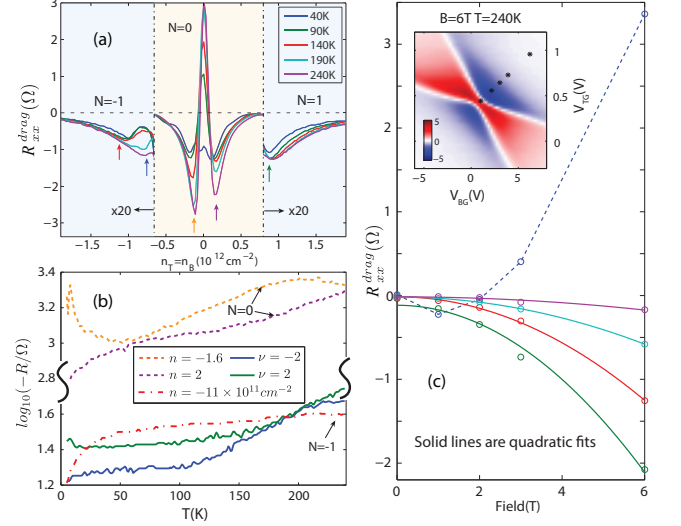 (a)
N=0
N=-1
N=1
40K
90K
140K
190K
240K
x20
x20
3
2
1
0
−1
−2
−3
R_xx^drag (Ω)
−1.5 −1 −0.5 0 0.5 1 1.5
n_T=n_B(10^12 cm^-2)
(b)
N=0
3.4
3.2
3
2.8
1.6
1.4
1.2
log_10(−R/Ω)
n = −1.6
n = 2
n = −11 × 10^11 cm^−2
ν = −2
ν = 2
N=-1
0 50 100 150 200
T(K)
B=6T T=240K
1
0.5
0
V_TG(V)
5
0
−5
−5 0 5
V_BG(V)
3
2
1
0
−1
−2
R_xx^drag (Ω)
(c)
Solid lines are quadratic fits
0 2 4 6
Field(T)